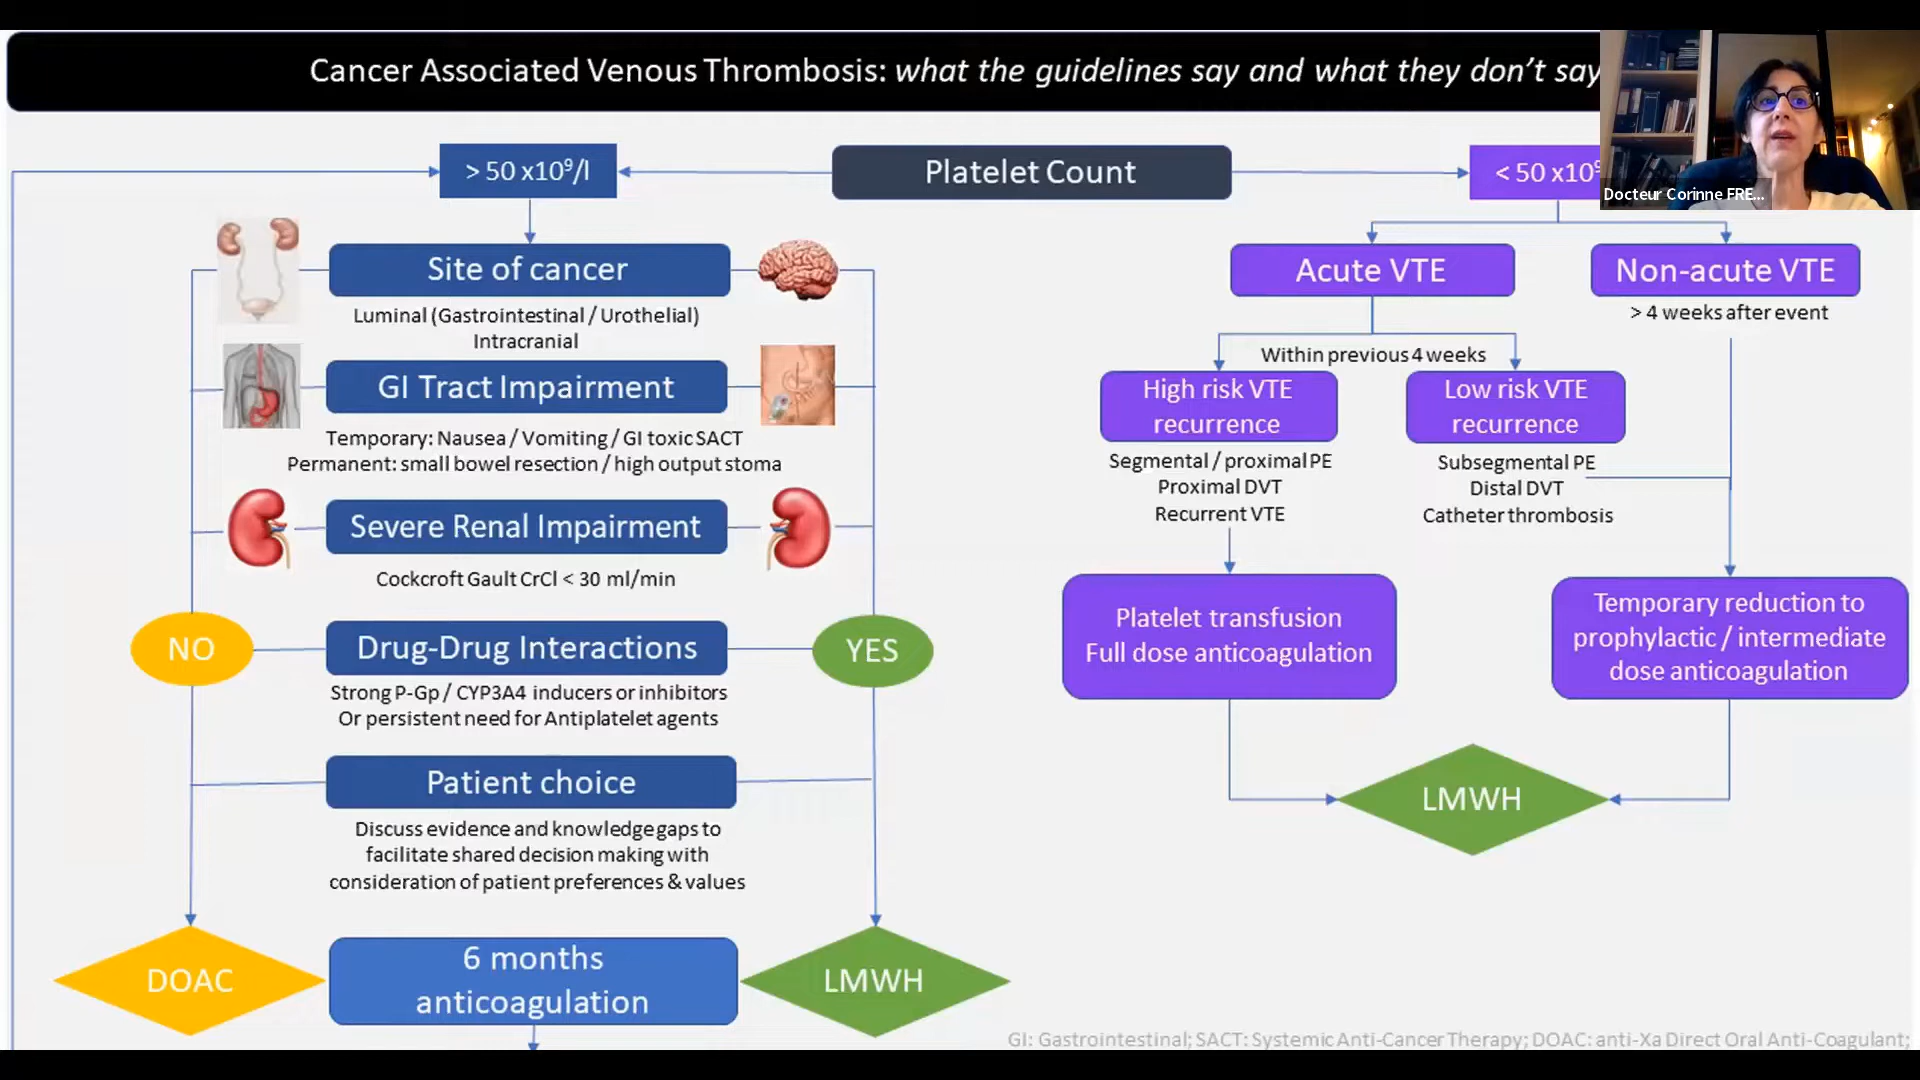 Cancer Associated Venous Thrombosis: what the guidelines say and what they don't say
Docteur Corinne FRE...
Platelet Count
> 50 x10⁹/l
Site of cancer
Luminal (Gastrointestinal / Urothelial)
Intracranial
GI Tract Impairment
Temporary: Nausea / Vomiting / GI toxic SACT
Permanent: small bowel resection / high output stoma
Severe Renal Impairment
Cockcroft Gault CrCl < 30 ml/min
NO
Drug-Drug Interactions
YES
Strong P-Gp / CYP3A4 inducers or inhibitors
Or persistent need for Antiplatelet agents
Patient choice
Discuss evidence and knowledge gaps to
facilitate shared decision making with
consideration of patient preferences & values
DOAC
6 months
anticoagulation
LMWH
< 50 x10⁹
Acute VTE
Non-acute VTE
> 4 weeks after event
Within previous 4 weeks
High risk VTE
recurrence
Low risk VTE
recurrence
Segmental / proximal PE
Proximal DVT
Recurrent VTE
Subsegmental PE
Distal DVT
Catheter thrombosis
Platelet transfusion
Full dose anticoagulation
Temporary reduction to
prophylactic / intermediate
dose anticoagulation
LMWH
GI: Gastrointestinal; SACT: Systemic Anti-Cancer Therapy; DOAC: anti-Xa Direct Oral Anti-Coagulant;